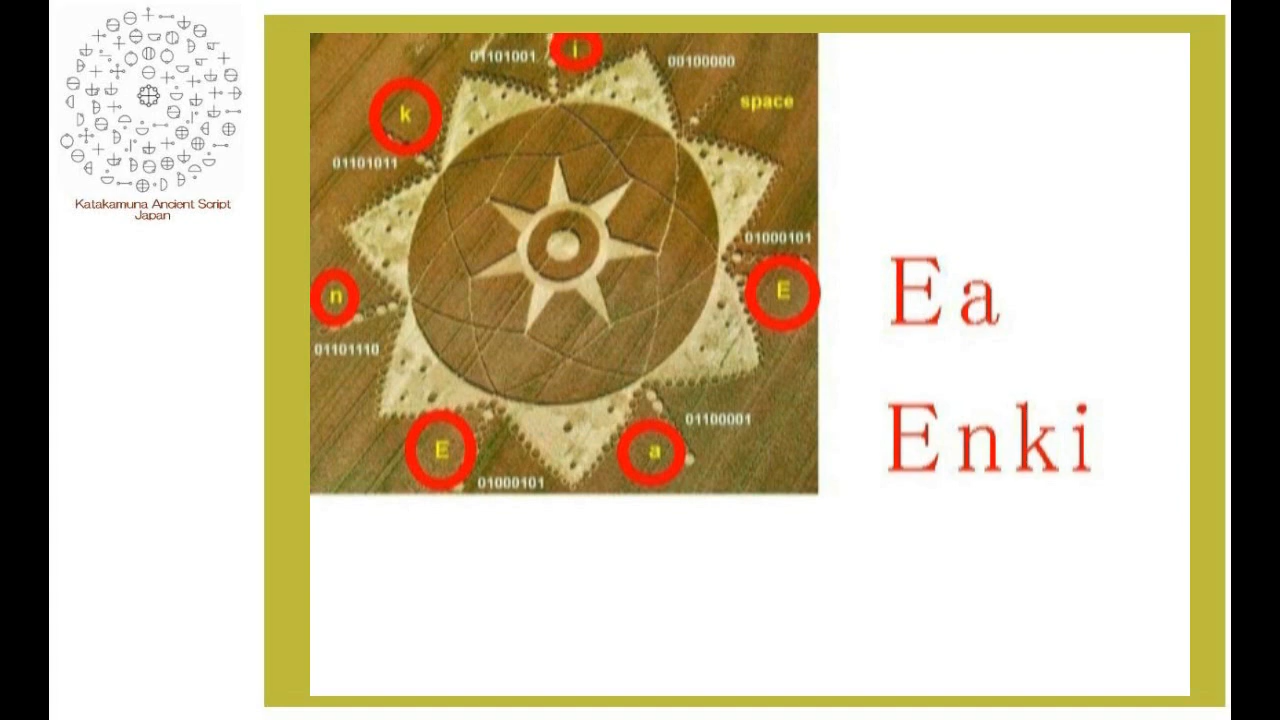 Katakamuna Ancient Script
Japan
01101001
i
00100000
space
k
01101011
01000101
E
n
01101110
01100001
a
E
01000101
Ea
Enki